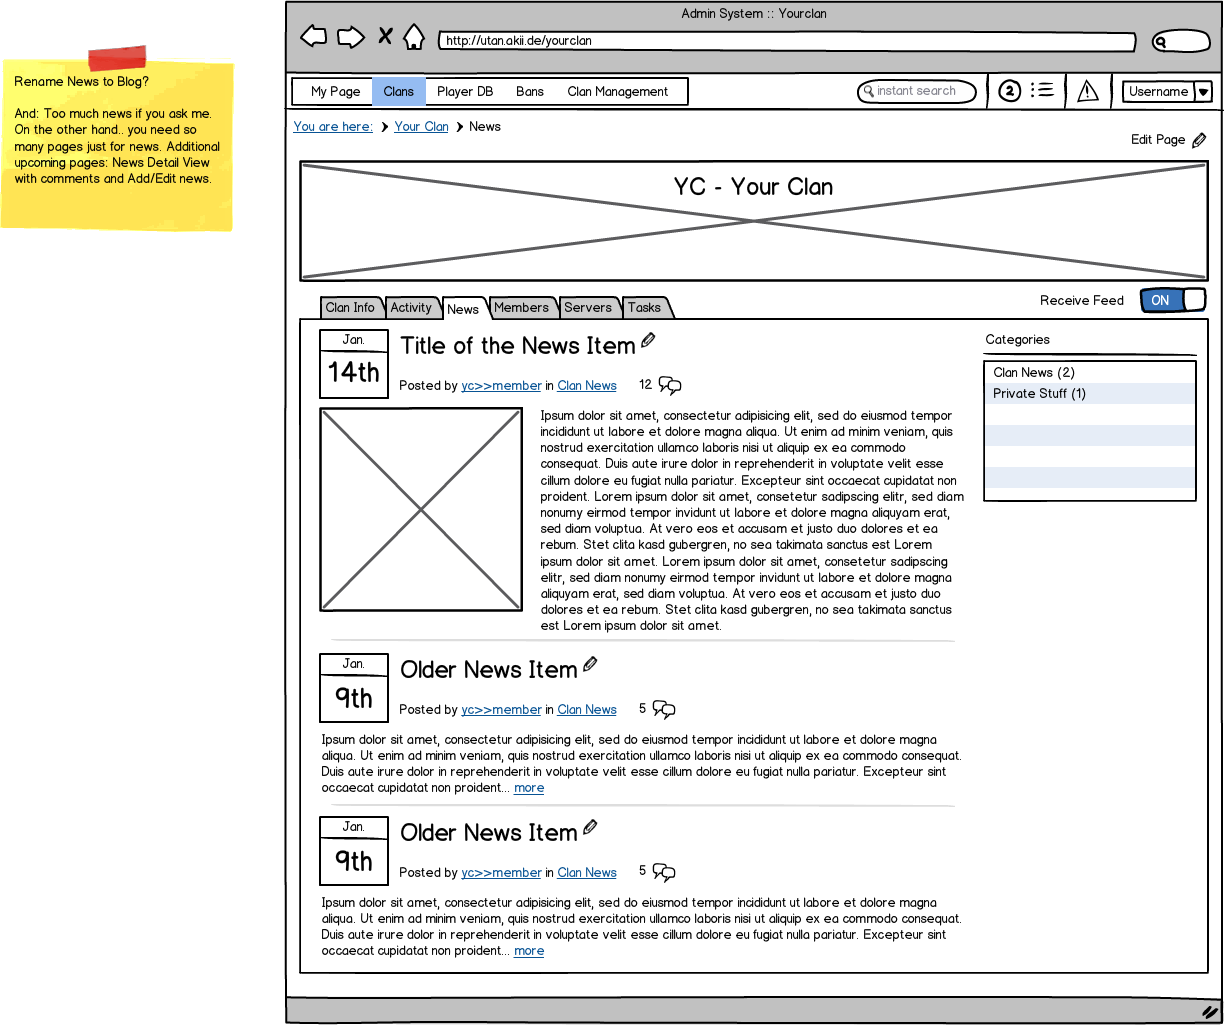 Rename News to Blog?
And: Too much news if you ask me.
On the other hand.. you need so
many pages just for news. Additional
upcoming pages: News Detail View
with comments and Add/Edit news.
Admin System :: Yourclan
http://utan.akii.de/yourclan
My Page Clans Player DB Bans Clan Management
instant search
2
Username
You are here: Your Clan News
Edit Page
YC - Your Clan
Clan Info Activity News Members Servers Tasks
Receive Feed ON
Jan.
14th
Title of the News Item
Posted by yc>>member in Clan News 12
Ipsum dolor sit amet, consectetur adipisicing elit, sed do eiusmod tempor
incididunt ut labore et dolore magna aliqua. Ut enim ad minim veniam, quis
nostrud exercitation ullamco laboris nisi ut aliquip ex ea commodo
consequat. Duis aute irure dolor in reprehenderit in voluptate velit esse
cillum dolore eu fugiat nulla pariatur. Excepteur sint occaecat cupidatat non
proident. Lorem ipsum dolor sit amet, consetetur sadipscing elitr, sed diam
nonumy eirmod tempor invidunt ut labore et dolore magna aliquyam erat,
sed diam voluptua. At vero eos et accusam et justo duo dolores et ea
rebum. Stet clita kasd gubergren, no sea takimata sanctus est Lorem
ipsum dolor sit amet. Lorem ipsum dolor sit amet, consetetur sadipscing
elitr, sed diam nonumy eirmod tempor invidunt ut labore et dolore magna
aliquyam erat, sed diam voluptua. At vero eos et accusam et justo duo
dolores et ea rebum. Stet clita kasd gubergren, no sea takimata sanctus
est Lorem ipsum dolor sit amet.
Jan.
9th
Older News Item
Posted by yc>>member in Clan News 5
Ipsum dolor sit amet, consectetur adipisicing elit, sed do eiusmod tempor incididunt ut labore et dolore magna
aliqua. Ut enim ad minim veniam, quis nostrud exercitation ullamco laboris nisi ut aliquip ex ea commodo consequat.
Duis aute irure dolor in reprehenderit in voluptate velit esse cillum dolore eu fugiat nulla pariatur. Excepteur sint
occaecat cupidatat non proident... more
Jan.
9th
Older News Item
Posted by yc>>member in Clan News 5
Ipsum dolor sit amet, consectetur adipisicing elit, sed do eiusmod tempor incididunt ut labore et dolore magna
aliqua. Ut enim ad minim veniam, quis nostrud exercitation ullamco laboris nisi ut aliquip ex ea commodo consequat.
Duis aute irure dolor in reprehenderit in voluptate velit esse cillum dolore eu fugiat nulla pariatur. Excepteur sint
occaecat cupidatat non proident... more
Categories
Clan News (2)
Private Stuff (1)